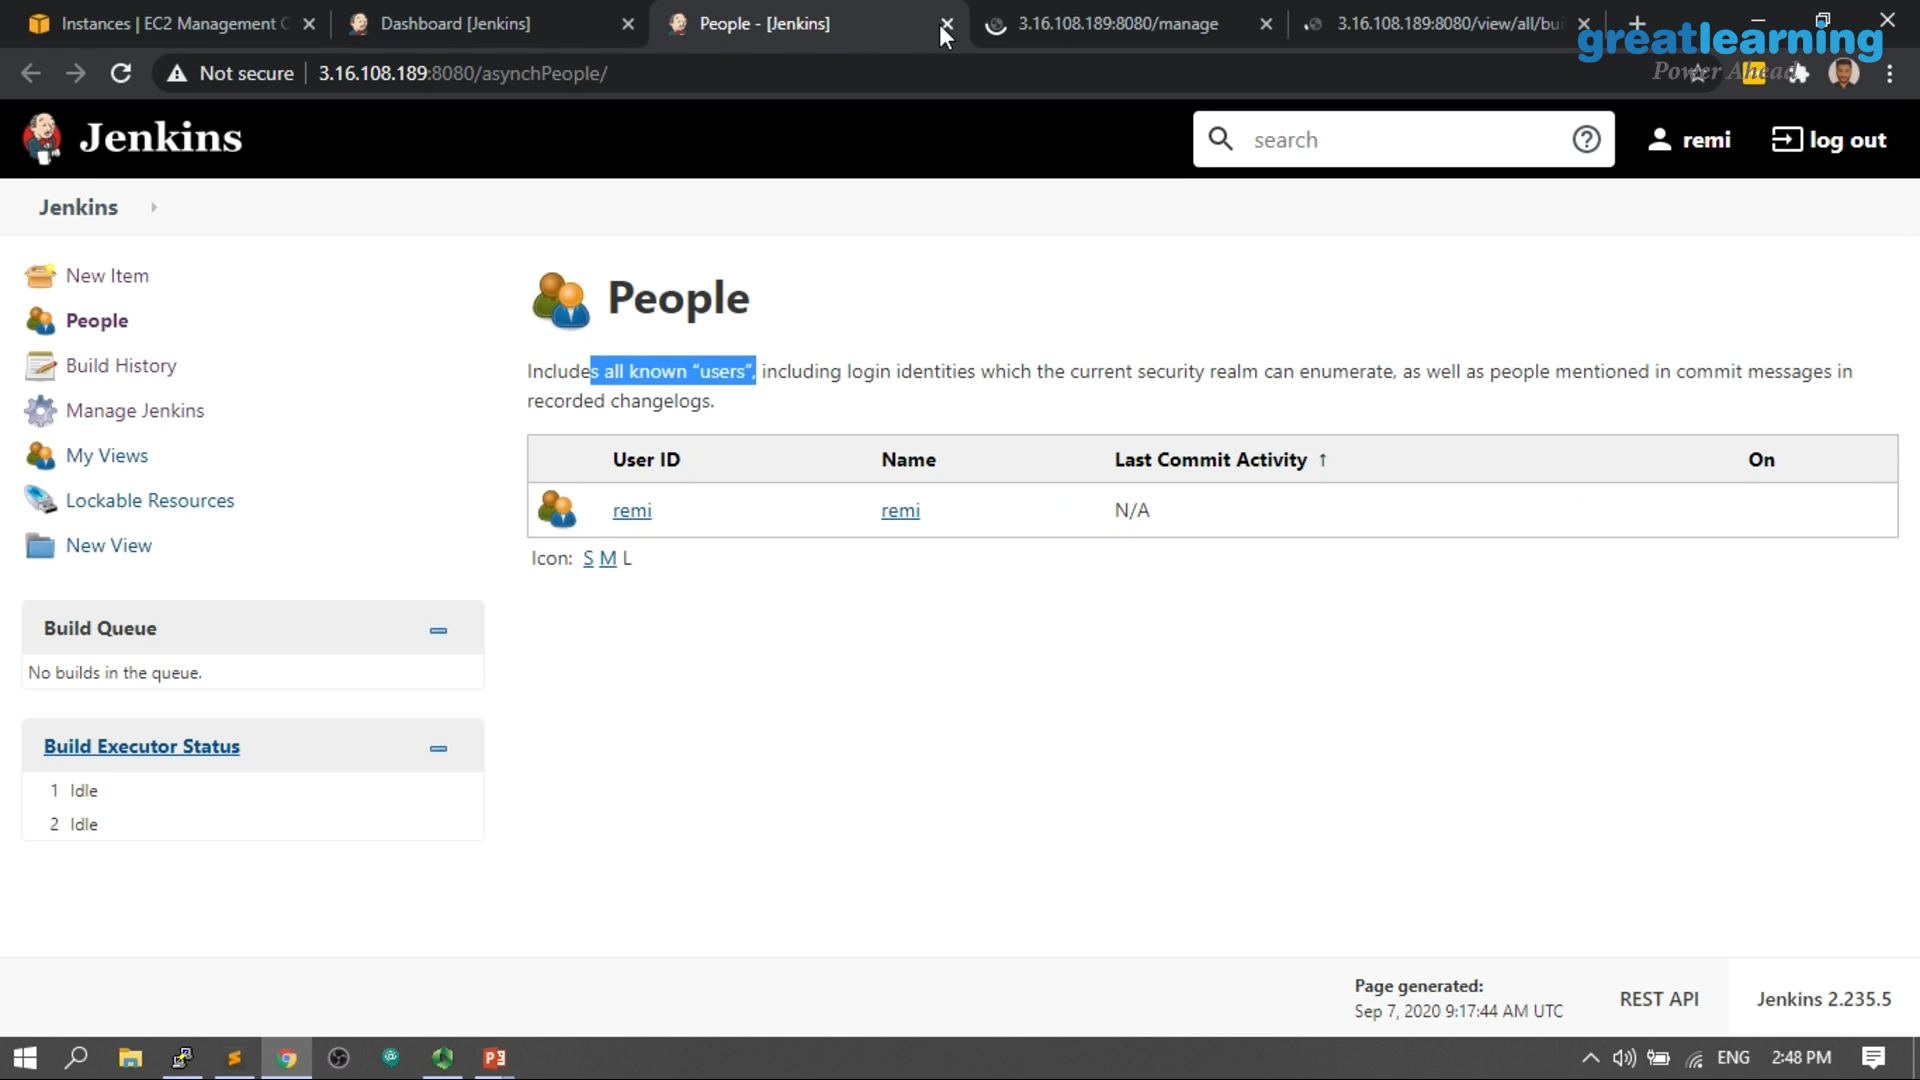 Instances | EC2 Management C
Dashboard [Jenkins]
People - [Jenkins]
3.16.108.189:8080/manage
3.16.108.189:8080/view/all/bui
greatlearning
Power Ahead
Not secure
3.16.108.189:8080/asynchPeople/
Jenkins
search
remi
log out
Jenkins
New Item
People
Build History
Manage Jenkins
My Views
Lockable Resources
New View
Build Queue
No builds in the queue.
Build Executor Status
1 Idle
2 Idle
People
Includes all known “users”, including login identities which the current security realm can enumerate, as well as people mentioned in commit messages in
recorded changelogs.
User ID Name Last Commit Activity ↑ On
remi remi N/A
Icon: S M L
Page generated:
Sep 7, 2020 9:17:44 AM UTC
REST API
Jenkins 2.235.5
ENG
2:48 PM